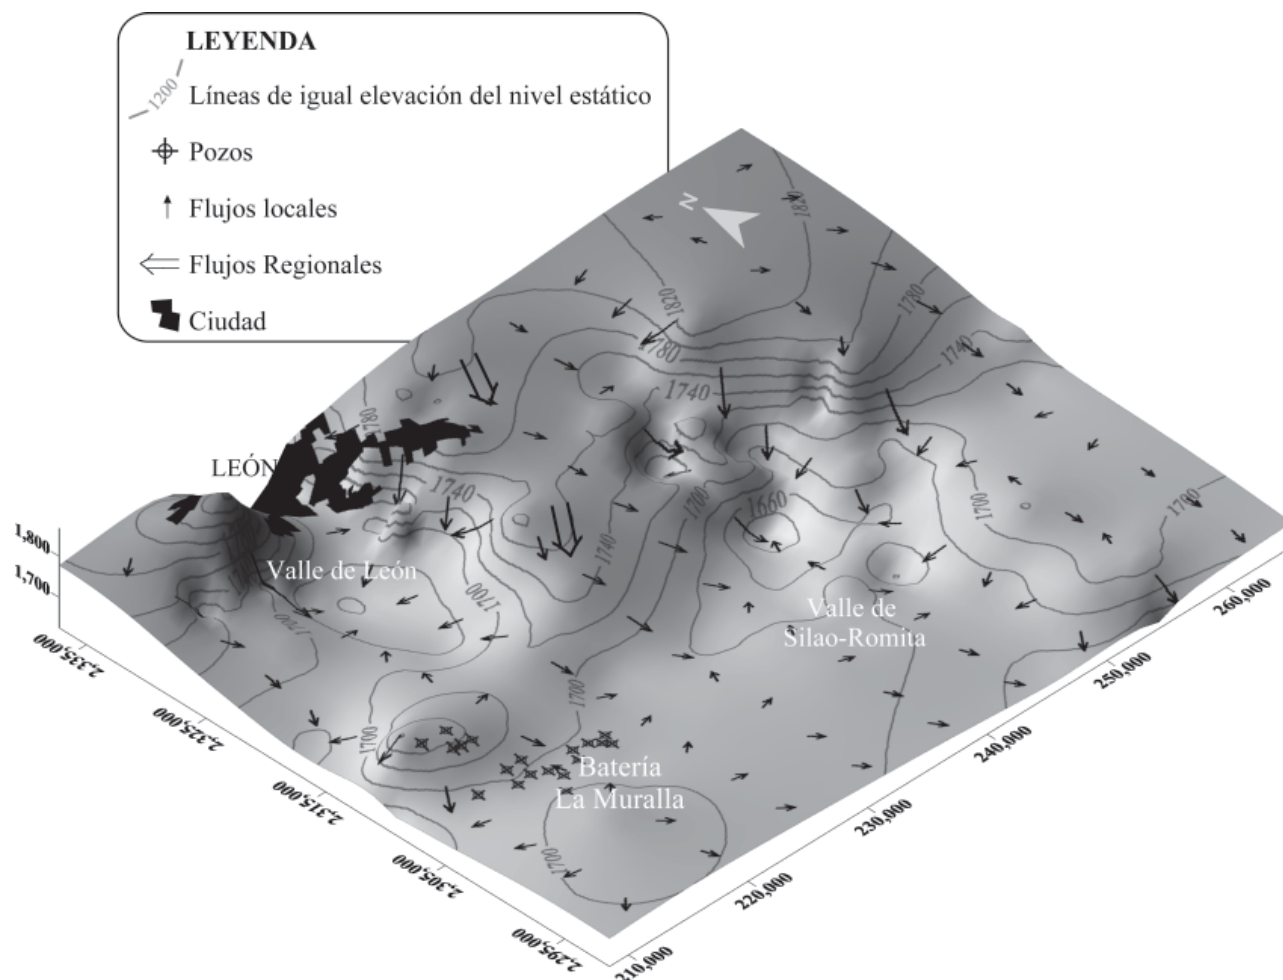 LEYENDA
1200
Líneas de igual elevación del nivel estático
Pozos
Flujos locales
Flujos Regionales
Ciudad
N
1820
1820
1780
1780
1740
1740
1780
LEÓN
1740
1700
1660
1700
1700
1740
1,800
1,700
Valle de León
1700
1700
Valle de
Silao-Romita
1700
1700
Batería
La Muralla
1700
2,335,000
2,325,000
2,315,000
2,305,000
2,295,000
210,000
220,000
230,000
240,000
250,000
260,000